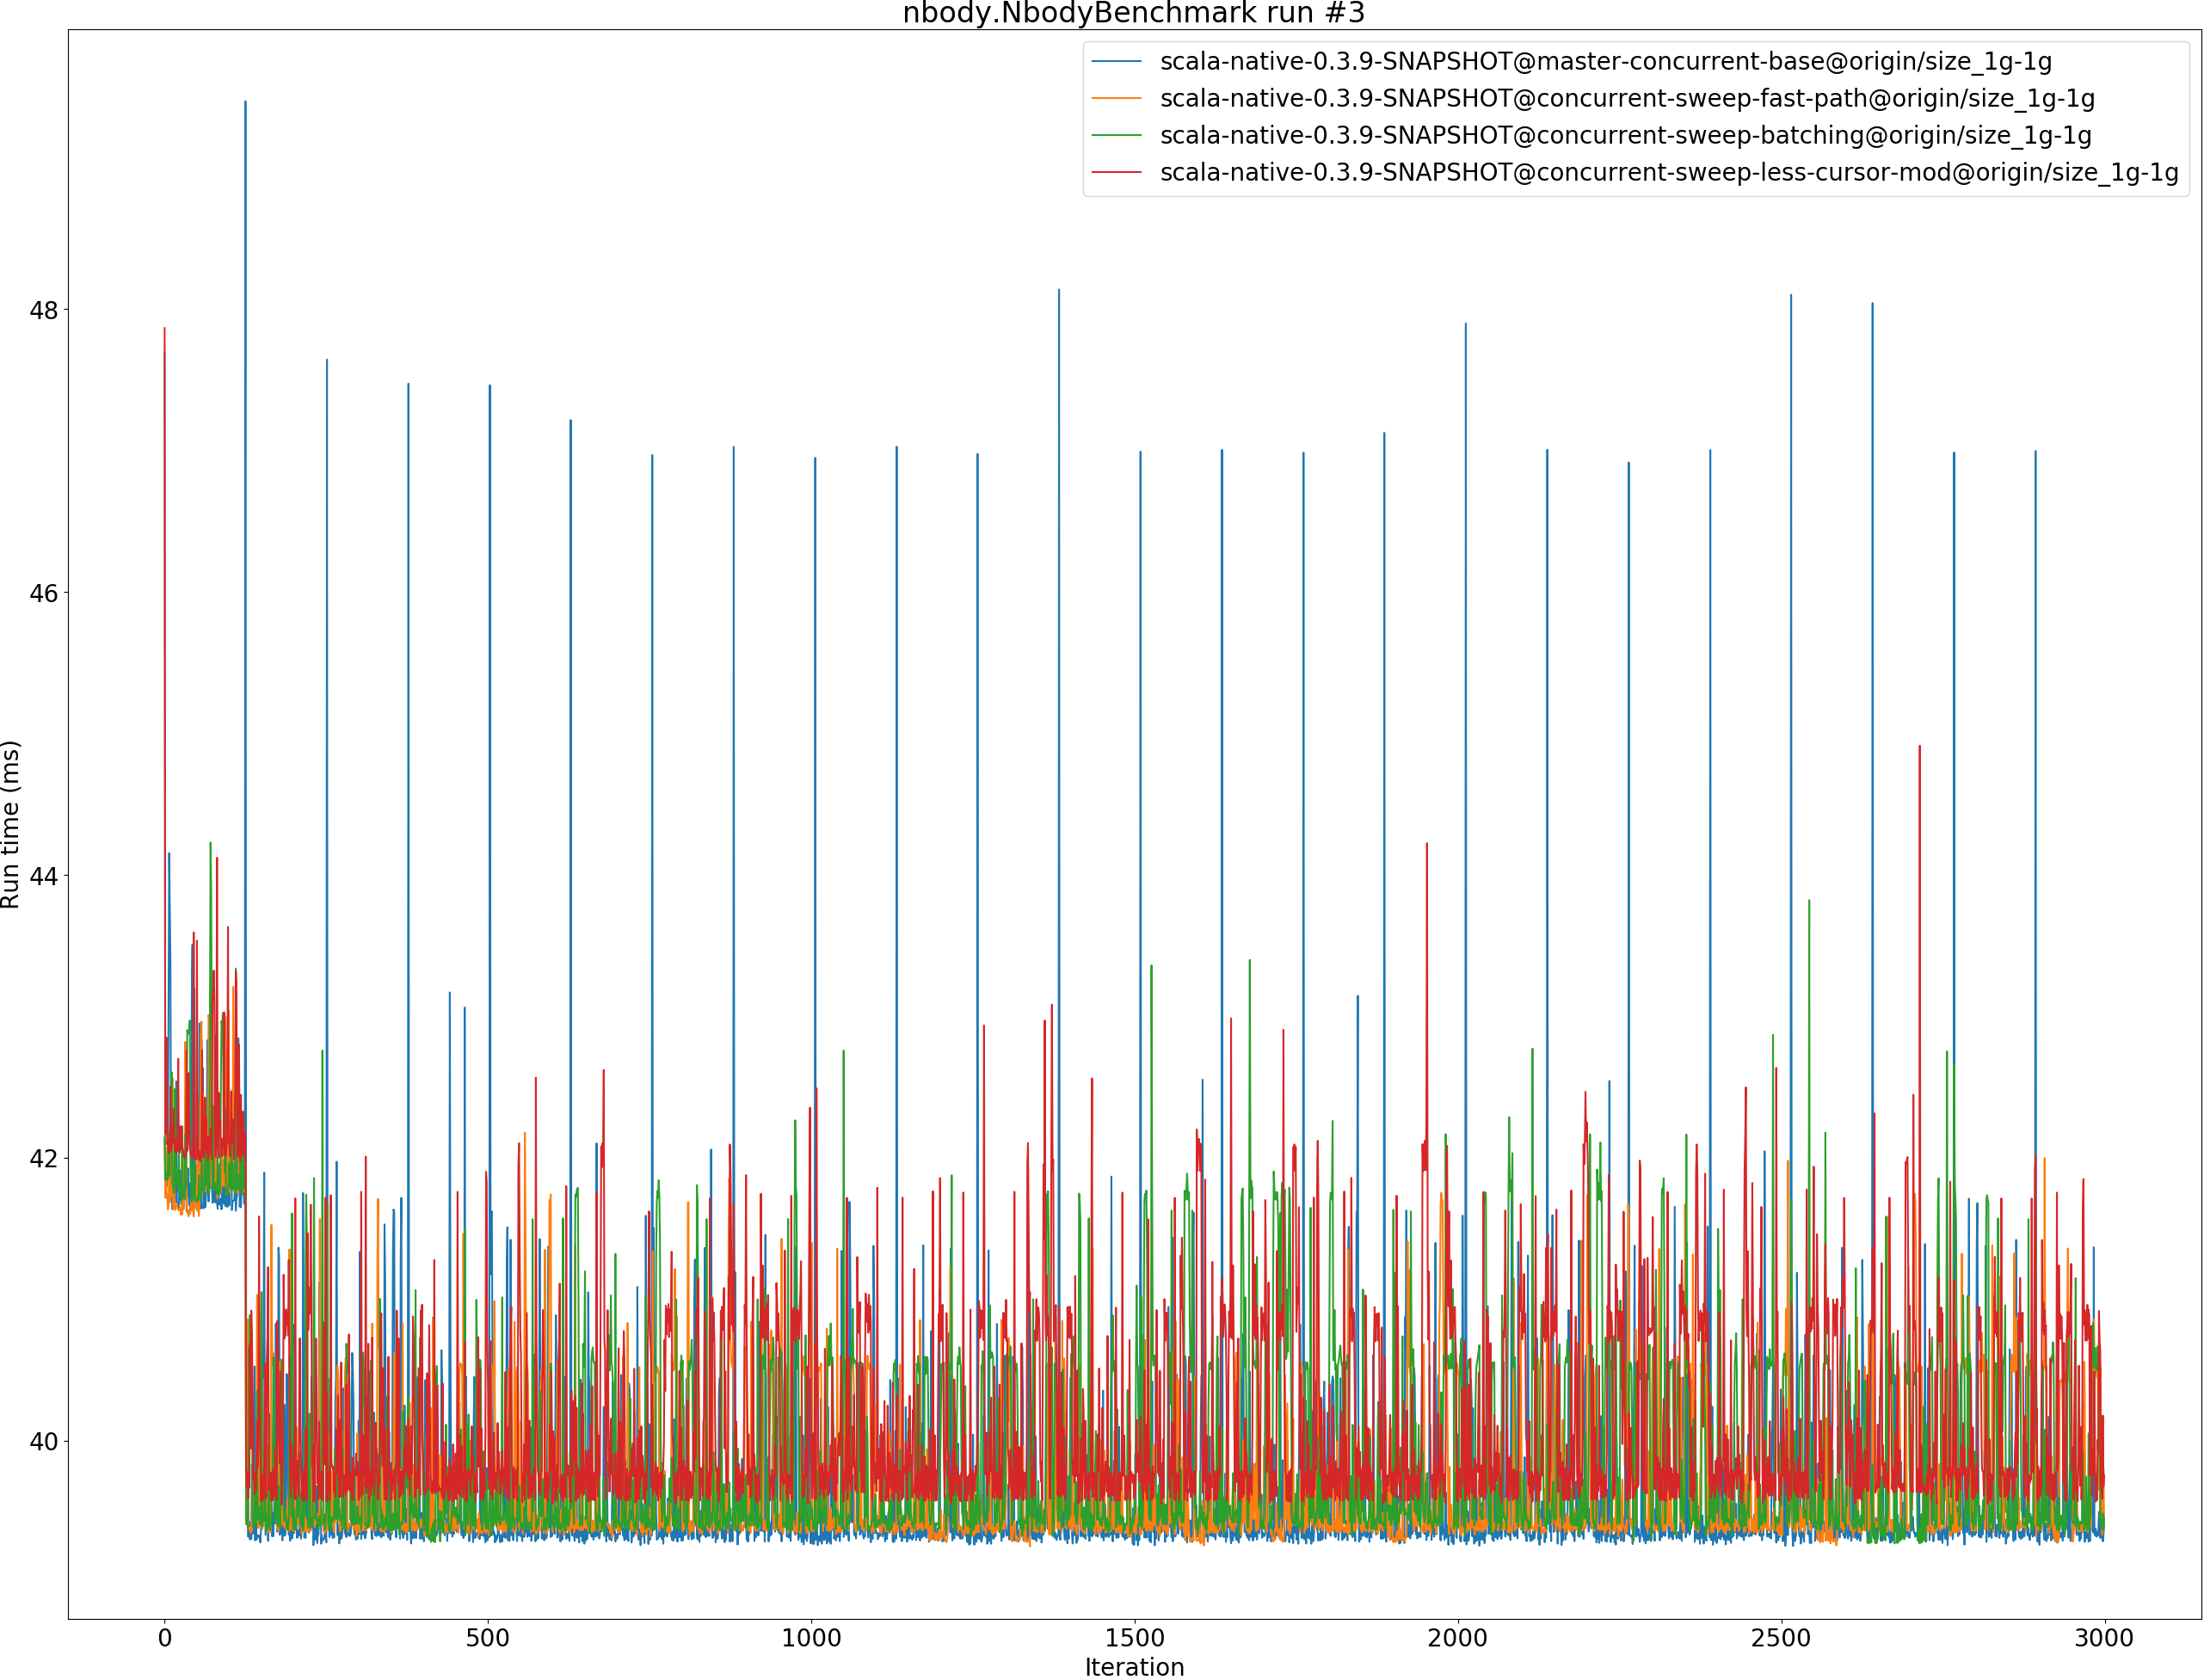 nbody.NbodyBenchmark run #3
scala-native-0.3.9-SNAPSHOT@master-concurrent-base@origin/size_1g-1g
scala-native-0.3.9-SNAPSHOT@concurrent-sweep-fast-path@origin/size_1g-1g
scala-native-0.3.9-SNAPSHOT@concurrent-sweep-batching@origin/size_1g-1g
scala-native-0.3.9-SNAPSHOT@concurrent-sweep-less-cursor-mod@origin/size_1g-1g
48
46
44
42
40
Run time (ms)
0 500 1000 1500 2000 2500 3000
Iteration